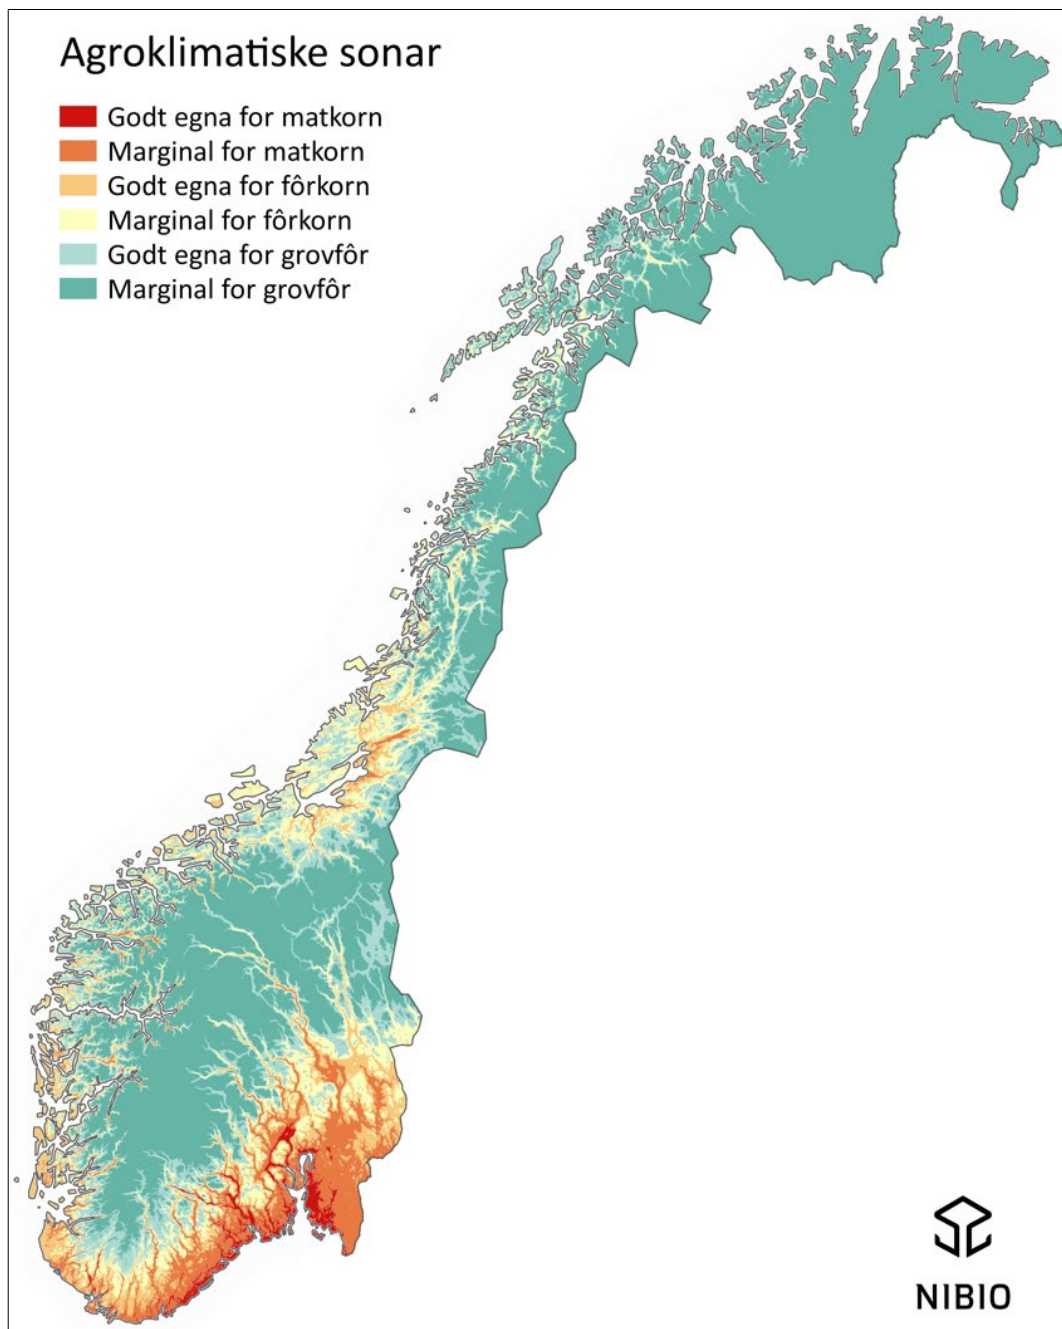 Agroklimatiske sonar
Godt egna for matkorn
Marginal for matkorn
Godt egna for fôrkorn
Marginal for fôrkorn
Godt egna for grovfôr
Marginal for grovfôr
NIBIO